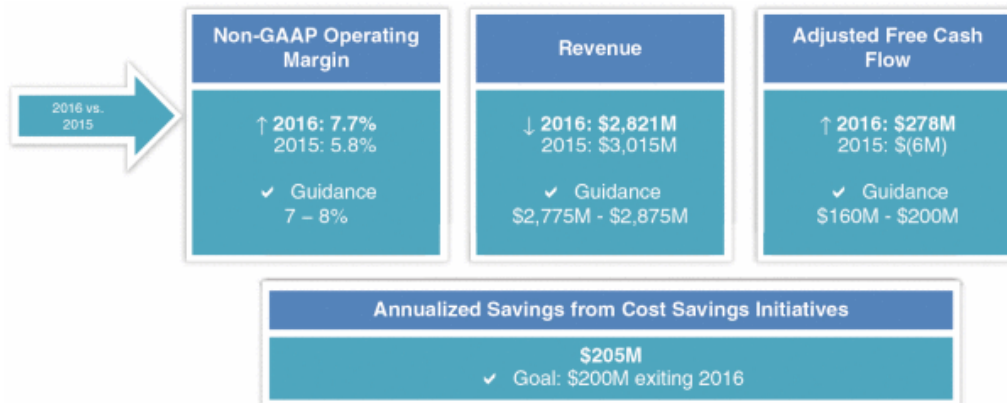 2016 vs.
2015
Non-GAAP Operating
Margin
↑ 2016: 7.7%
2015: 5.8%
✓ Guidance
7 – 8%
Revenue
↓ 2016: $2,821M
2015: $3,015M
✓ Guidance
$2,775M - $2,875M
Adjusted Free Cash
Flow
↑ 2016: $278M
2015: $(6M)
✓ Guidance
$160M - $200M
Annualized Savings from Cost Savings Initiatives
$205M
✓ Goal: $200M exiting 2016